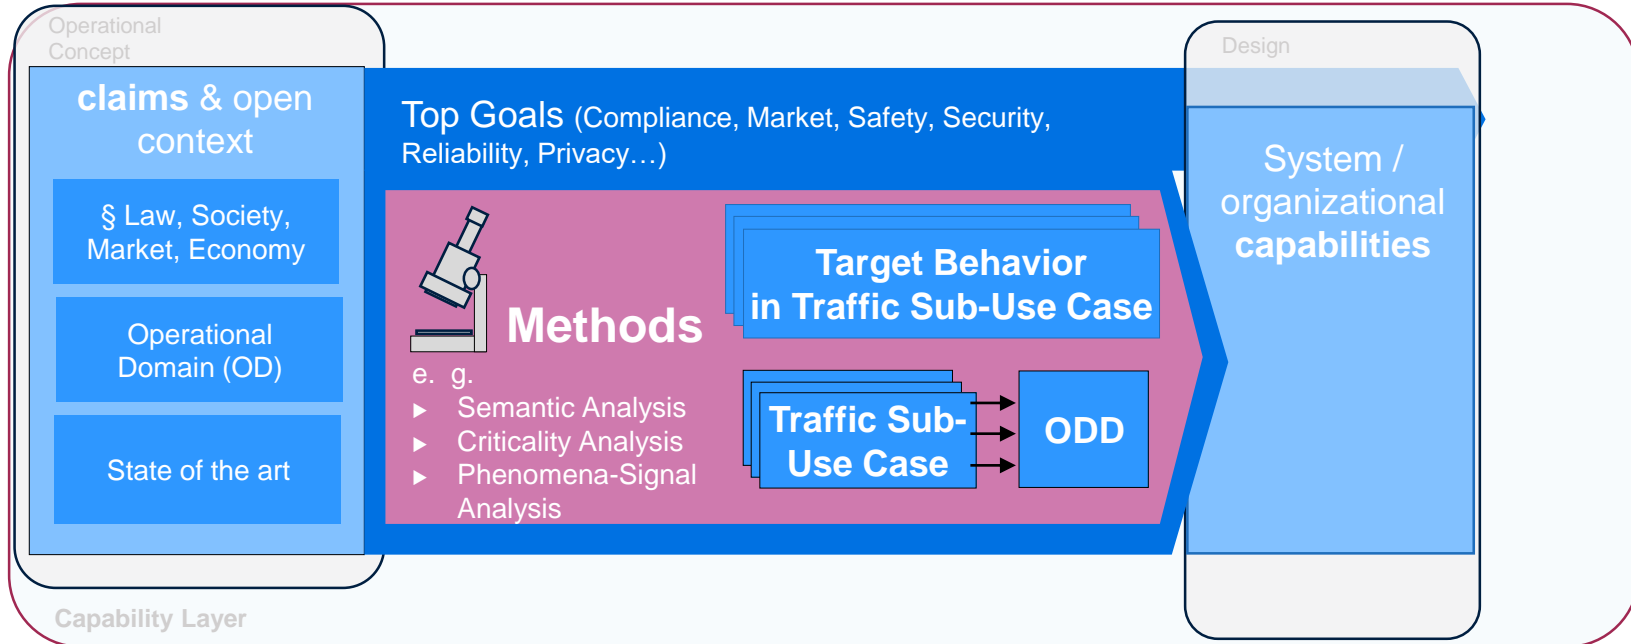 Operational
Concept
claims & open
context
§ Law, Society,
Market, Economy
Operational
Domain (OD)
State of the art
Top Goals (Compliance, Market, Safety, Security,
Reliability, Privacy…)
Methods
e. g.
► Semantic Analysis
► Criticality Analysis
► Phenomena-Signal
Analysis
Target Behavior
in Traffic Sub-Use Case
Traffic Sub-
Use Case
ODD
Design
System /
organizational
capabilities
Capability Layer